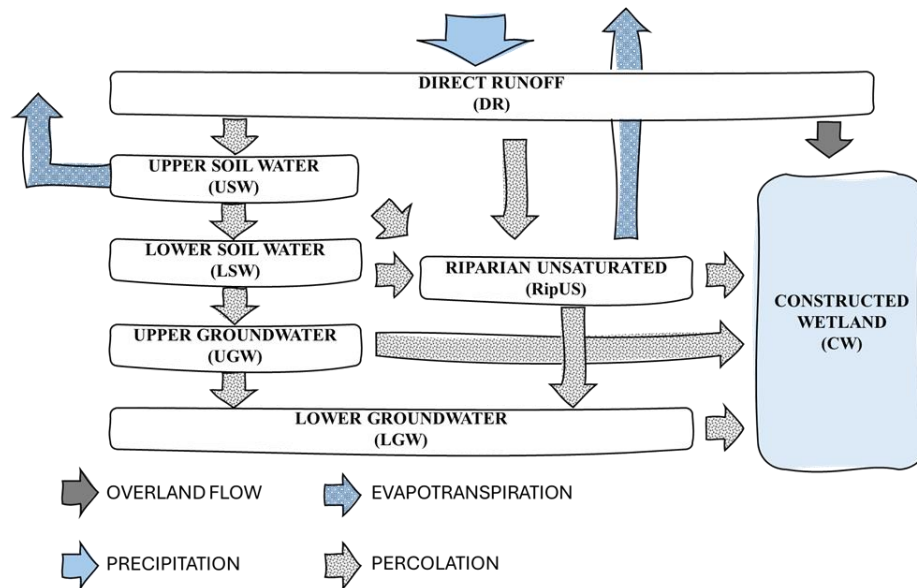 DIRECT RUNOFF
(DR)
UPPER SOIL WATER
(USW)
LOWER SOIL WATER
(LSW)
RIPARIAN UNSATURATED
(RipUS)
CONSTRUCTED
WETLAND
(CW)
UPPER GROUNDWATER
(UGW)
LOWER GROUNDWATER
(LGW)
OVERLAND FLOW
EVAPOTRANSPIRATION
PRECIPITATION
PERCOLATION